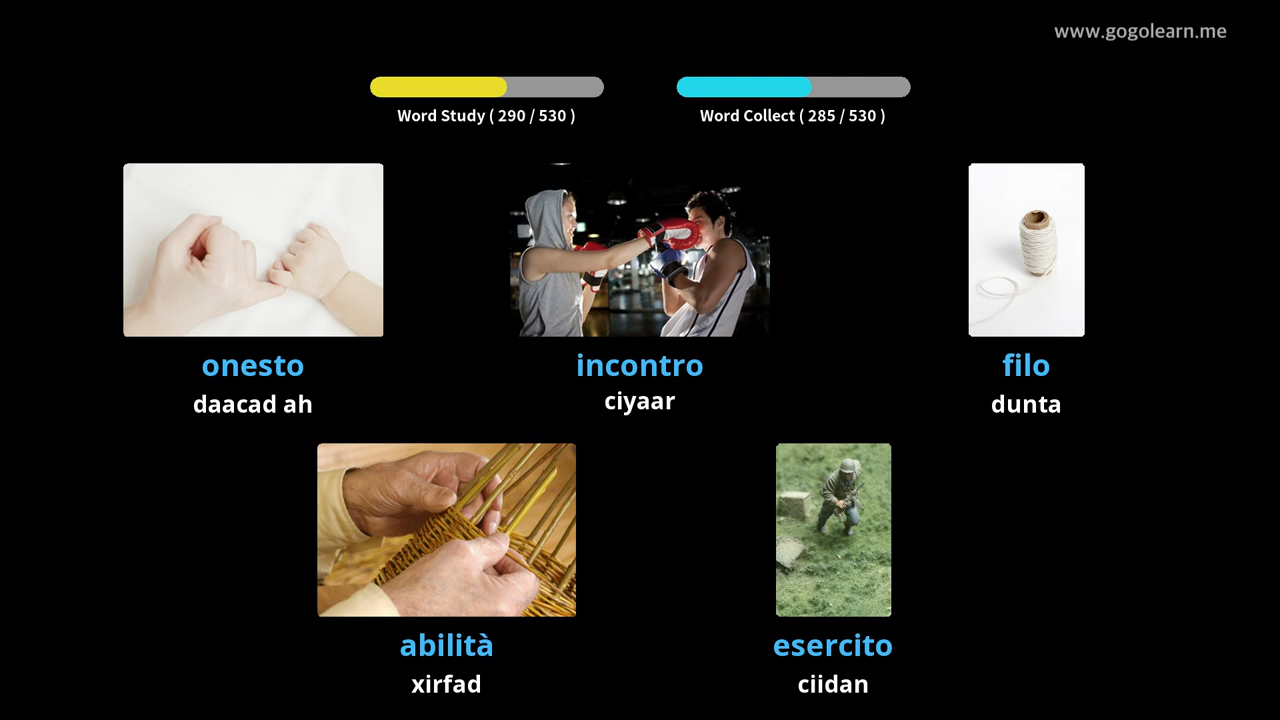 www.gogolearn.me
Word Study ( 290 / 530 )
Word Collect ( 285 / 530 )
onesto
daacad ah
incontro
ciyaar
filo
dunta
abilità
xirfad
esercito
ciidan